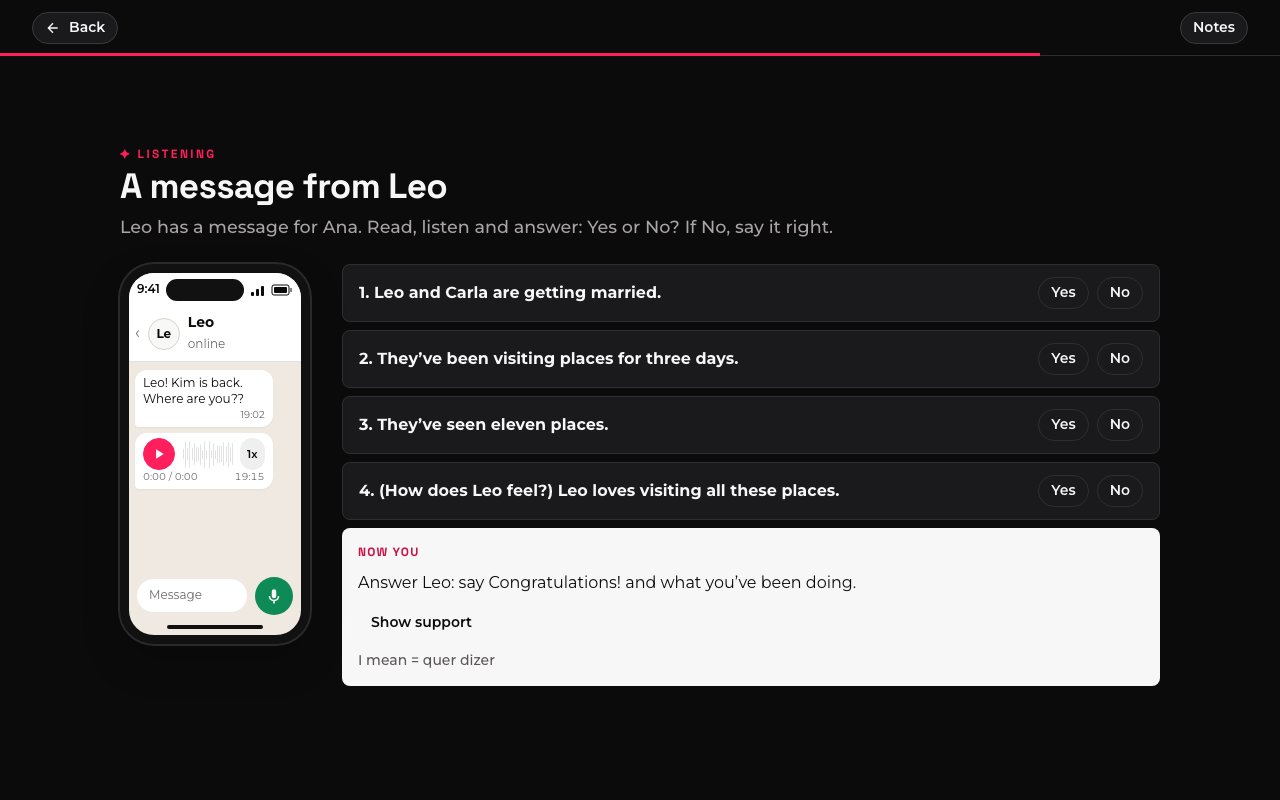 Back
Notes
LISTENING
A message from Leo
Leo has a message for Ana. Read, listen and answer: Yes or No? If No, say it right.
9:41
Le
Leo
online
Leo! Kim is back.
Where are you??
19:02
1x
0:00 / 0:00
19:15
Message
1. Leo and Carla are getting married.
Yes
No
2. They’ve been visiting places for three days.
Yes
No
3. They’ve seen eleven places.
Yes
No
4. (How does Leo feel?) Leo loves visiting all these places.
Yes
No
NOW YOU
Answer Leo: say Congratulations! and what you’ve been doing.
Show support
I mean = quer dizer